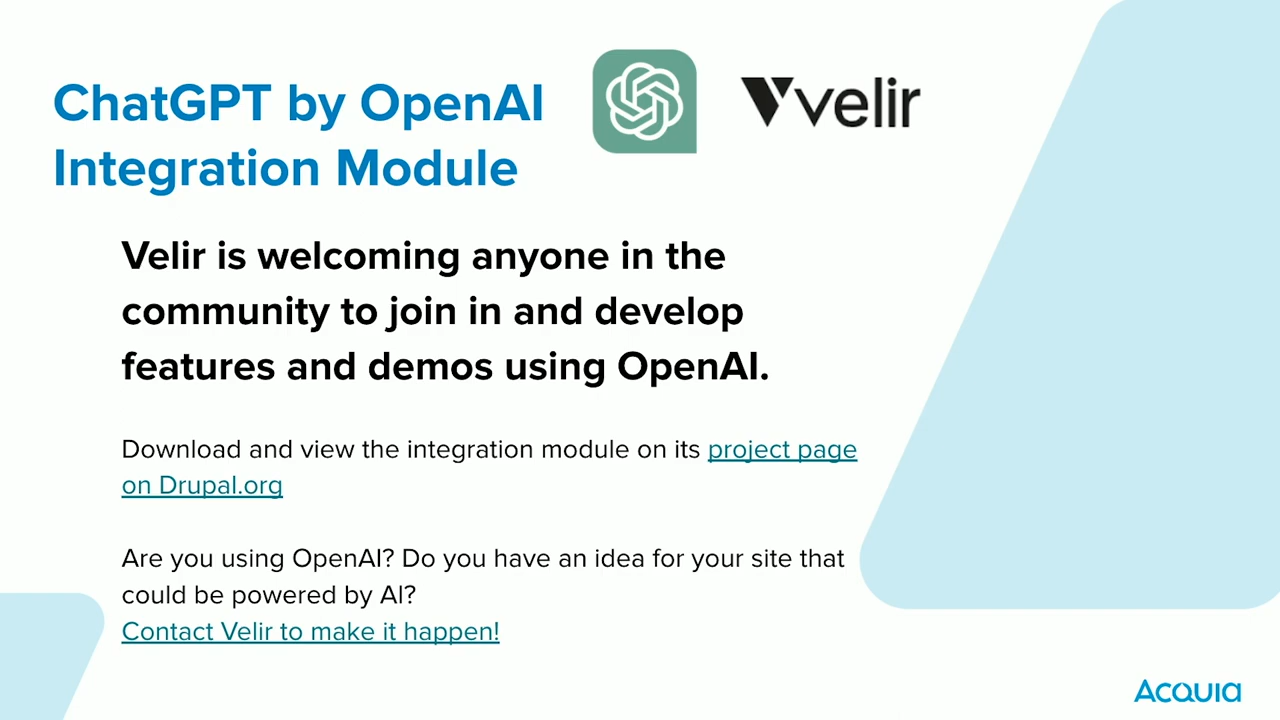 ChatGPT by OpenAI
Integration Module
velir
Velir is welcoming anyone in the
community to join in and develop
features and demos using OpenAI.
Download and view the integration module on its project page
on Drupal.org
Are you using OpenAI? Do you have an idea for your site that
could be powered by AI?
Contact Velir to make it happen!
ACQUIA